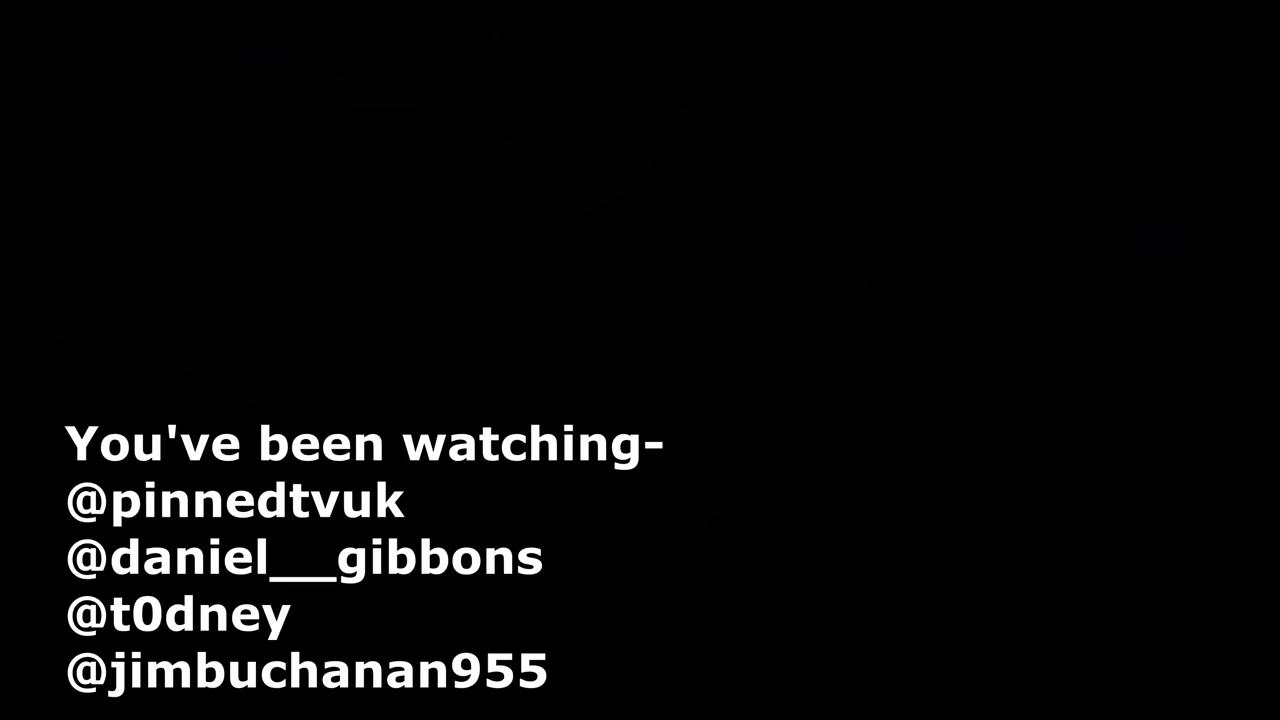 You've been watching-
@pinnedtvuk
@daniel__gibbons
@t0dney
@jimbuchanan955